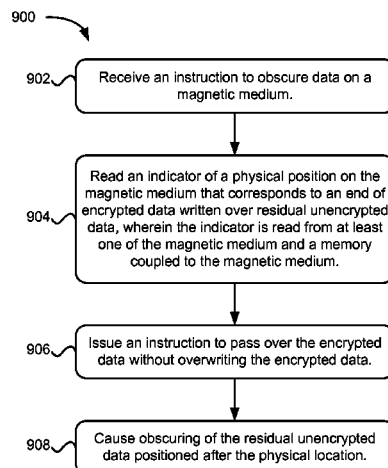 900
902
Receive an instruction to obscure data on a
magnetic medium.
904
Read an indicator of a physical position on the
magnetic medium that corresponds to an end of
encrypted data written over residual unencrypted
data, wherein the indicator is read from at least
one of the magnetic medium and a memory
coupled to the magnetic medium.
906
Issue an instruction to pass over the encrypted
data without overwriting the encrypted data.
908
Cause obscuring of the residual unencrypted
data positioned after the physical location.